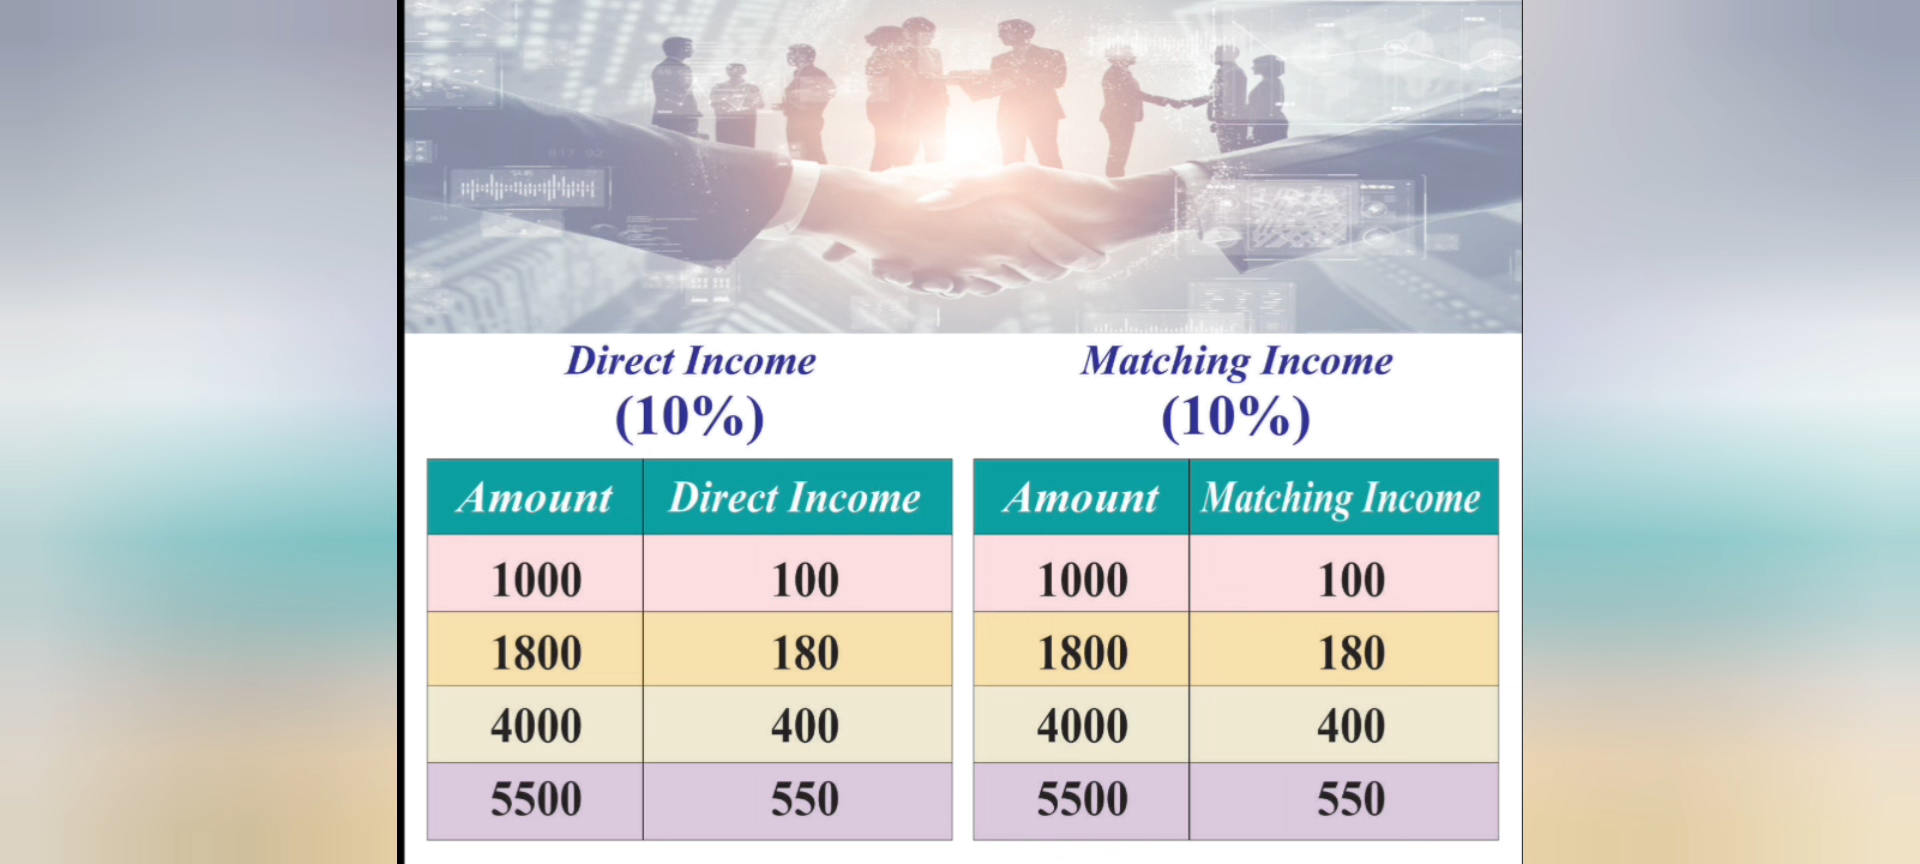 Direct Income
(10%)
Amount Direct Income
1000 100
1800 180
4000 400
5500 550
Matching Income
(10%)
Amount Matching Income
1000 100
1800 180
4000 400
5500 550